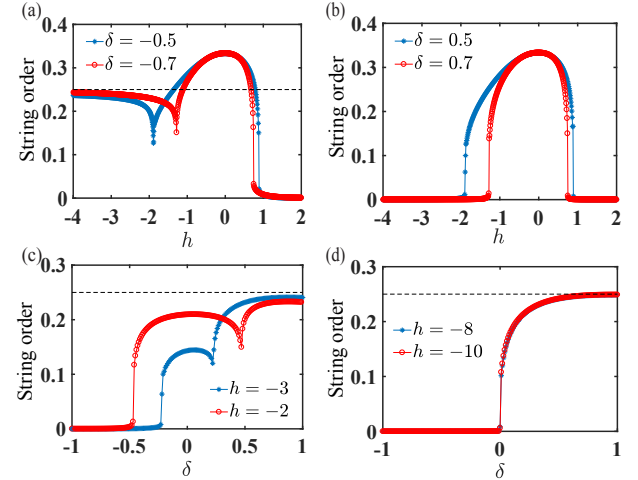 (a)
0.4
0.3
0.2
0.1
0
String order
δ = −0.5
δ = −0.7
-4 -3 -2 -1 0 1 2
h
(b)
0.4
0.3
0.2
0.1
0
String order
δ = 0.5
δ = 0.7
-4 -3 -2 -1 0 1 2
h
(c)
0.3
0.2
0.1
0
String order
h = −3
h = −2
-1 -0.5 0 0.5 1
δ
(d)
0.3
0.2
0.1
0
String order
h = −8
h = −10
-1 0 1
δ